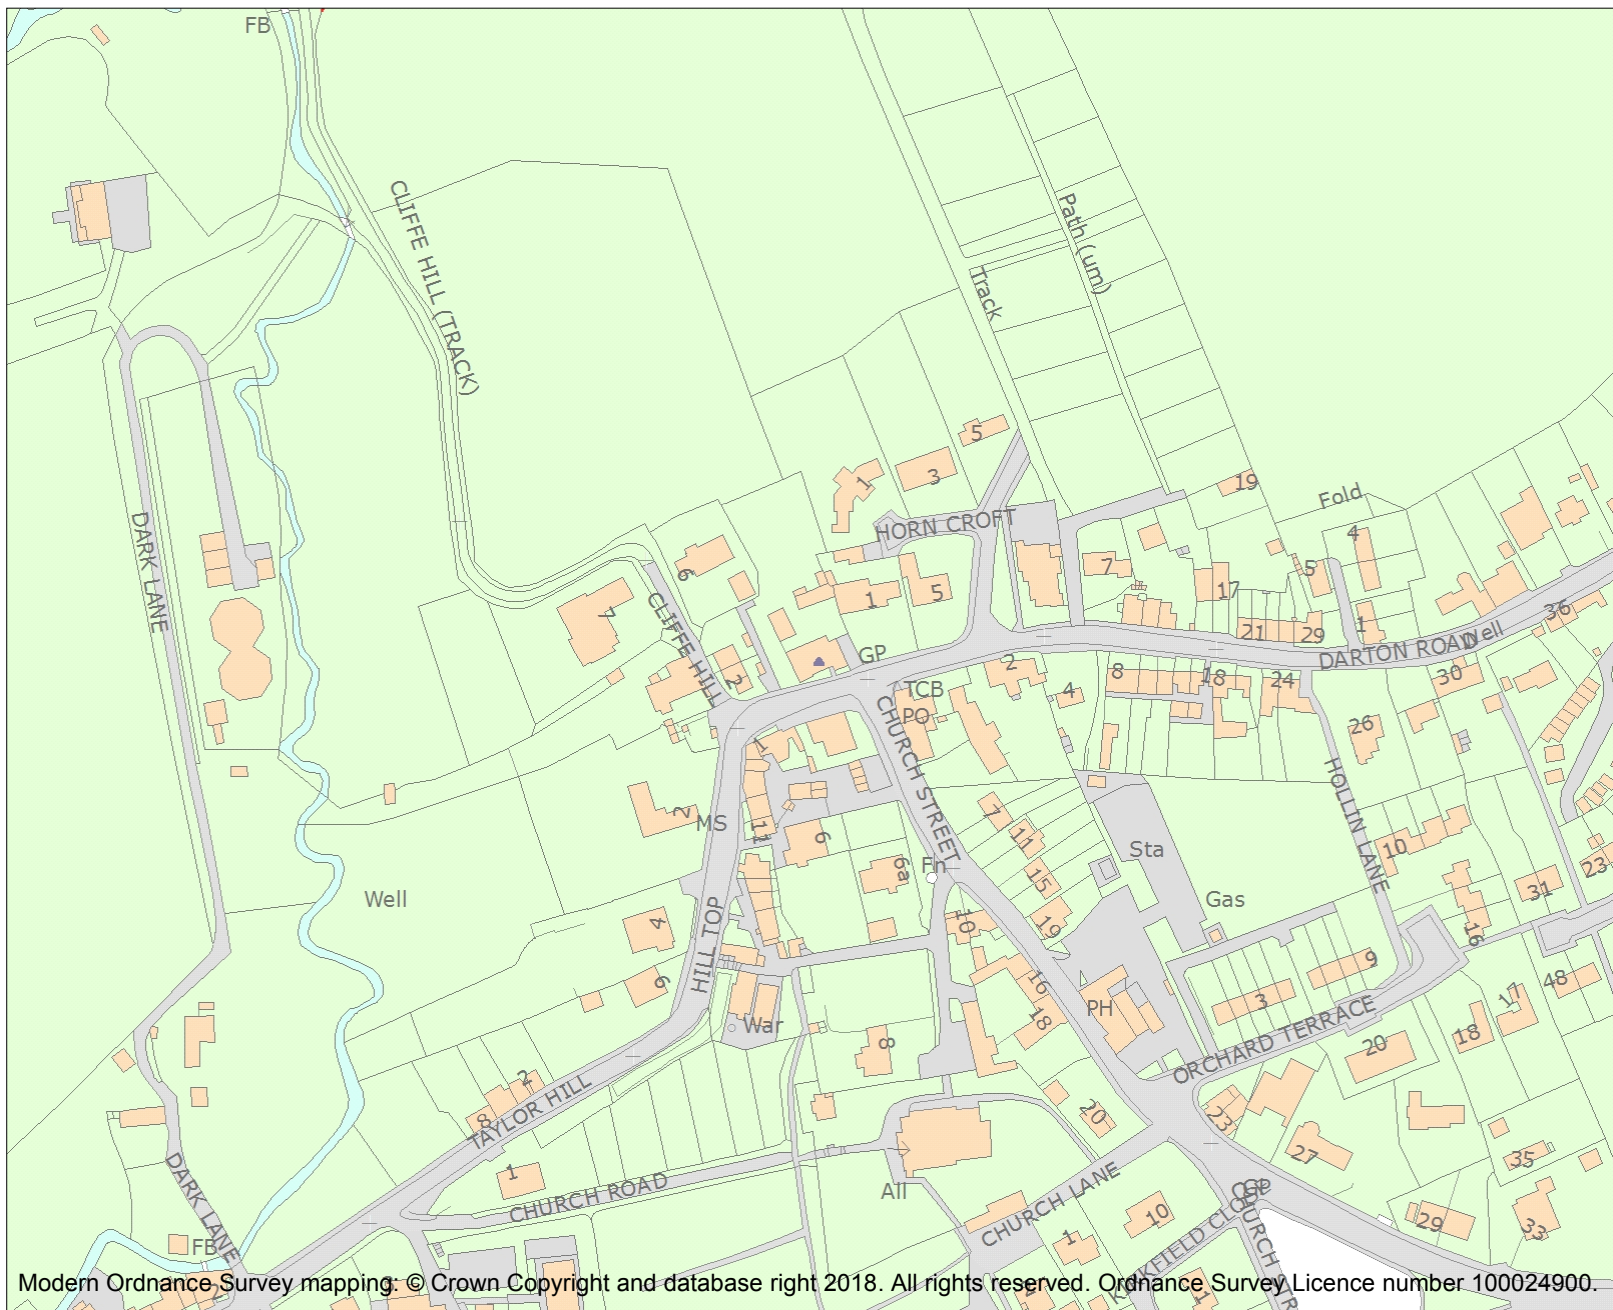 FB
CLIFFE HILL (TRACK)
Path (um)
Track
5
3
1
19
Fold
4
HORN CROFT
DARK LANE
9
7
5
17
1
5
7
CLIFFE HILL
1
36
21
29
Well
DARTON ROAD
GP
2
2
8
18
24
30
4
TCB
PO
26
1
CHURCH STREET
HOLLIN LANE
2
MS
11
6
7
11
Sta
10
Fn
6a
15
31
23
Well
Gas
4
HILL TOP
10
19
16
9
6
16
48
War
PH
3
17
18
18
8
20
ORCHARD TERRACE
2
8
TAYLOR HILL
20
23
27
35
DARK LANE
1
CHURCH ROAD
All
CHURCH LANE
10
GP
29
33
1
KIRKFIELD CLOSE
FB
Modern Ordnance Survey mapping: © Crown Copyright and database right 2018. All rights reserved. Ordnance Survey Licence number 100024900.